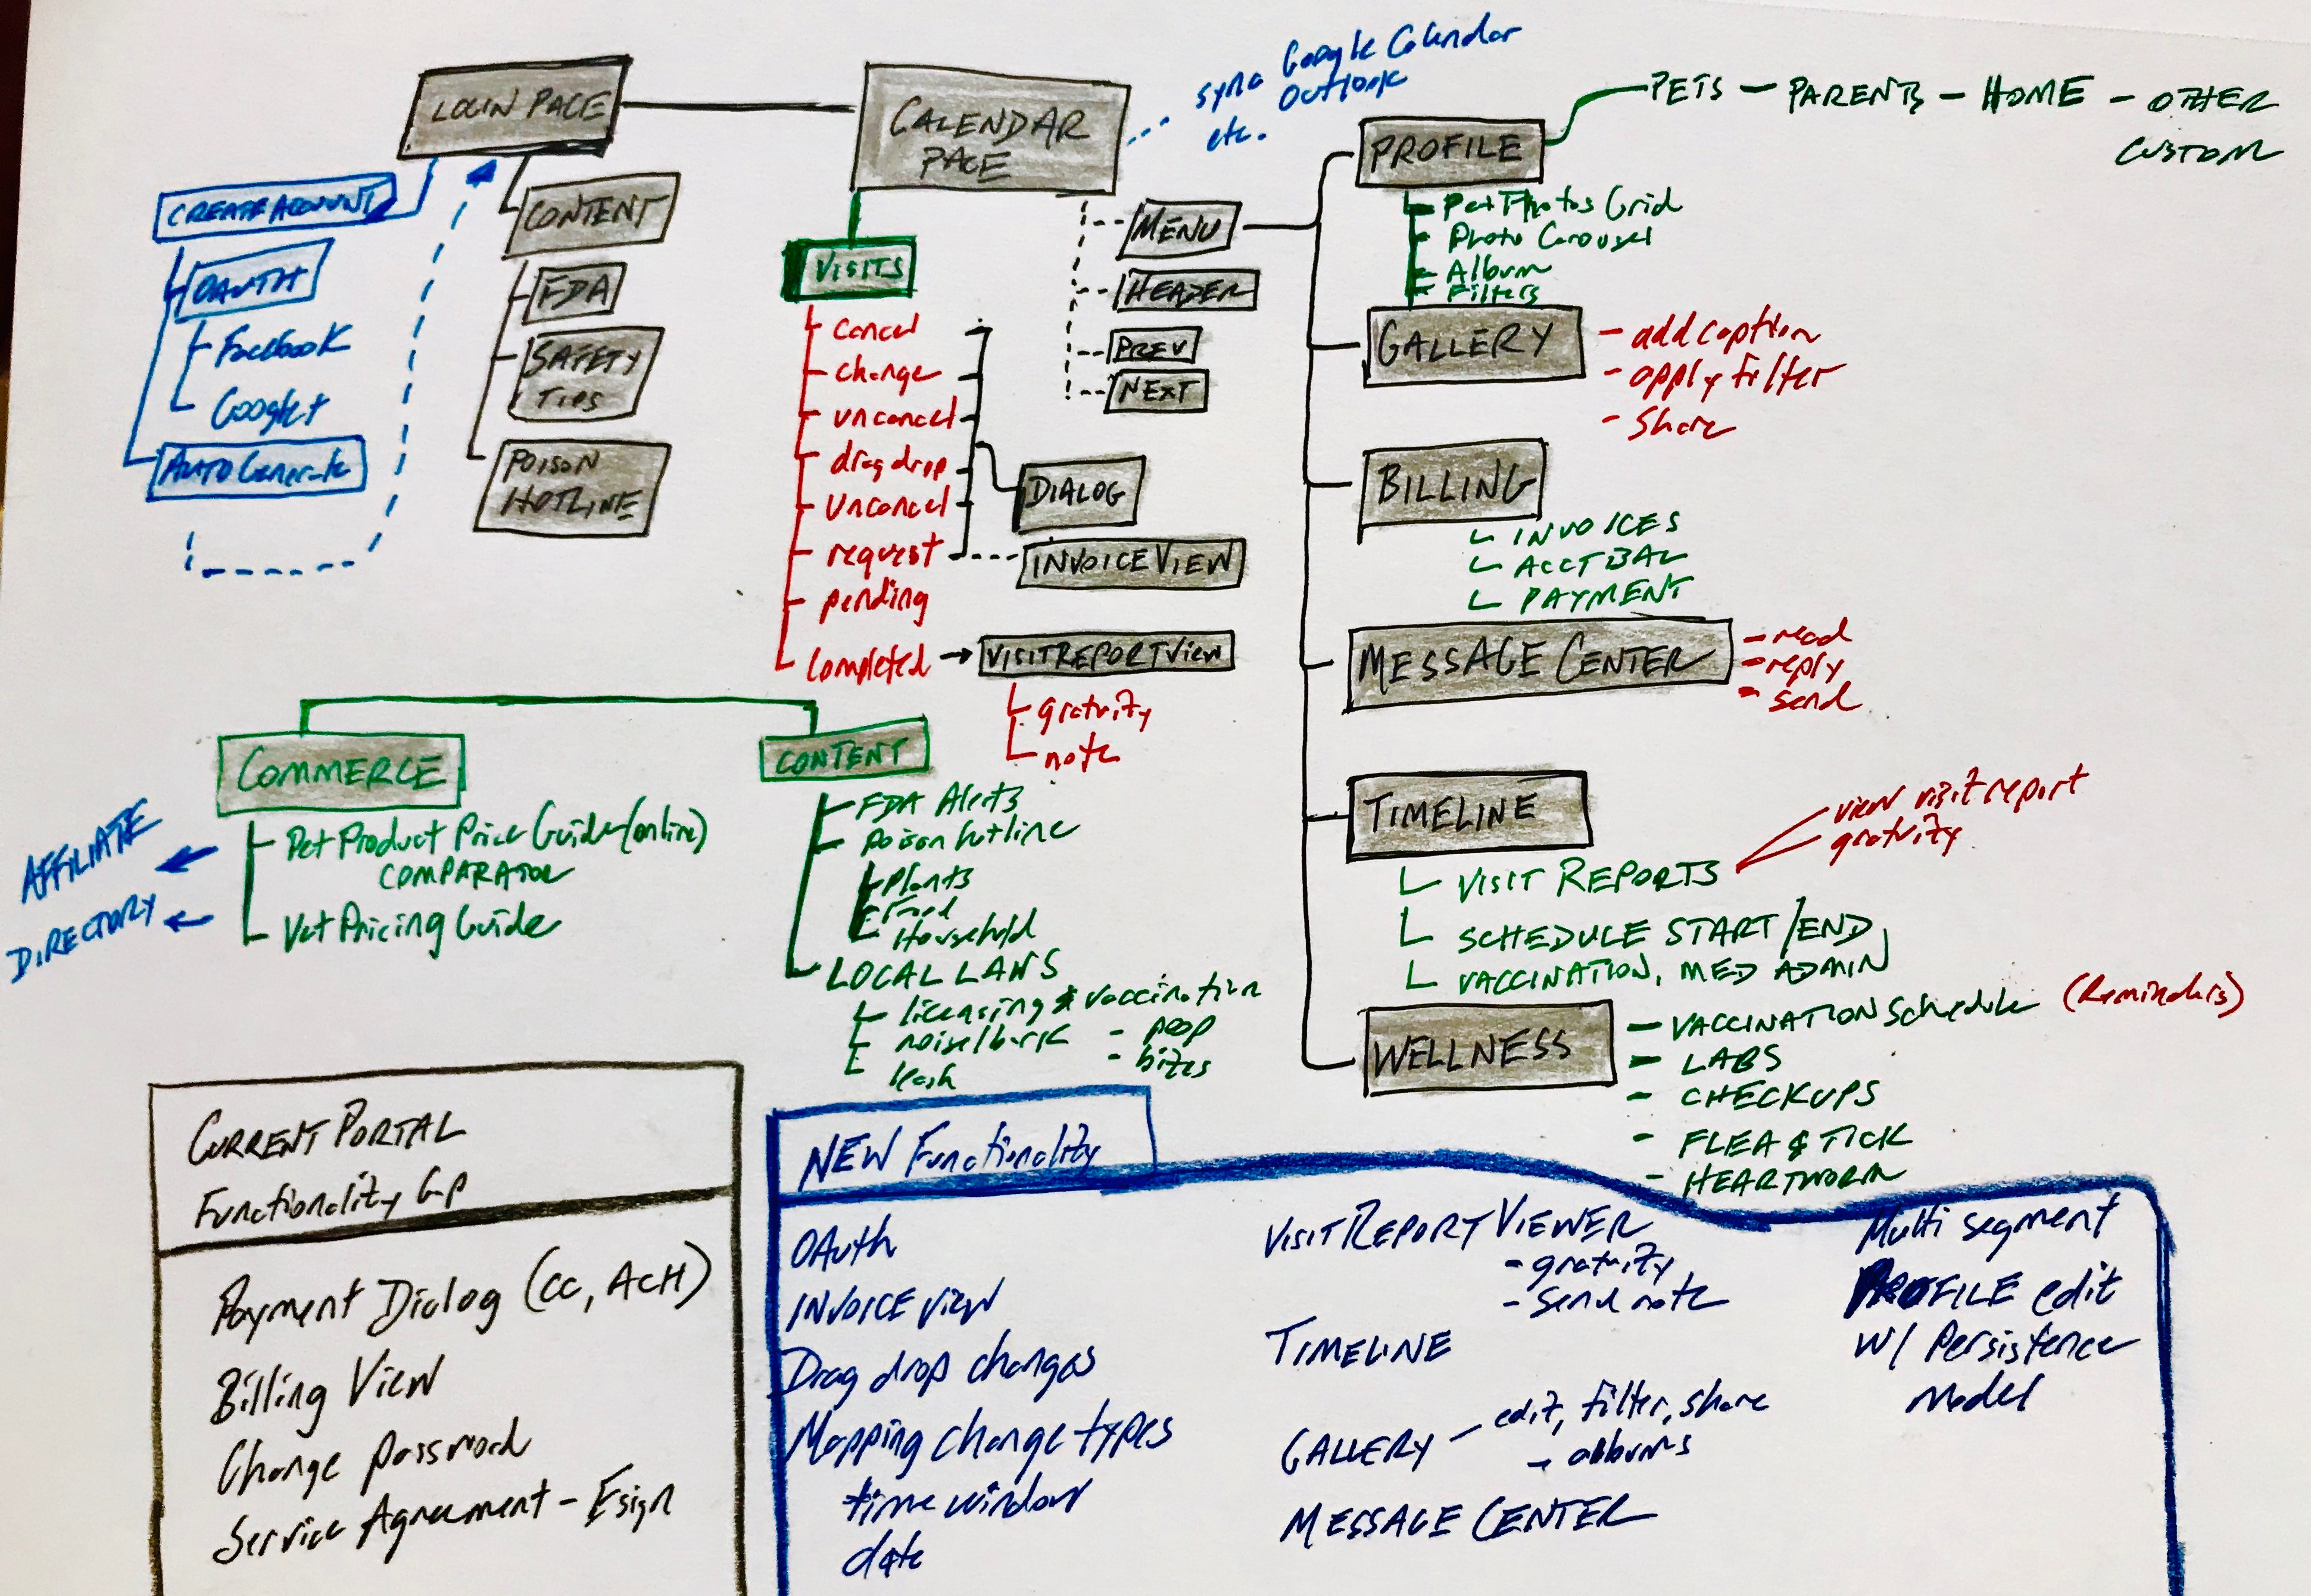 LOGIN PAGE
CREATE ACCOUNT
OAUTH
Facebook
Google+
AUTO Generate
CONTENT
FDA
SAFETY
TIPS
POISON
HOTLINE
CALENDAR
PAGE
sync Google Calendar
Outlook
etc.
VISITS
cancel
change
uncancel
drag drop
uncancel
request
pending
completed
DIALOG
INVOICE VIEW
VISIT REPORT View
gratuity
note
MENU
HEADER
PREV
NEXT
PROFILE
PETS - PARENTS - HOME - OTHER
CUSTOM
Pet Photos Grid
Photo Carousel
Album
Filters
GALLERY
- add caption
- apply filter
- share
BILLING
INVOICES
ACCT BAL
PAYMENT
MESSAGE CENTER
- read
- reply
- send
TIMELINE
view visit report
gratuity
VISIT REPORTS
SCHEDULE START/END
VACCINATION, MED ADMIN
WELLNESS
- VACCINATION Schedule (Reminders)
- LABS
- CHECKUPS
- FLEA & TICK
- HEARTWORM
COMMERCE
Pet Product Price Guide (online)
COMPARATOR
Vet Pricing Guide
AFFILIATE
DIRECTORY
CONTENT
FDA Alerts
Poison Hotline
Plants
Food
Household
LOCAL LAWS
licensing & vaccination
noise/bark - poop
leash - bites
CURRENT PORTAL
Functionality Gp
Payment Dialog (CC, ACH)
Billing View
Change password
Service Agreement - Esign
NEW Functionality
OAuth
INVOICE view
Drag drop changes
Mapping change types
time window
date
VISIT REPORT VIEWER
- gratuity
- send note
TIMELINE
GALLERY - edit, filter, share
- albums
MESSAGE CENTER
Multi segment
PROFILE edit
w/ Persistence
Model